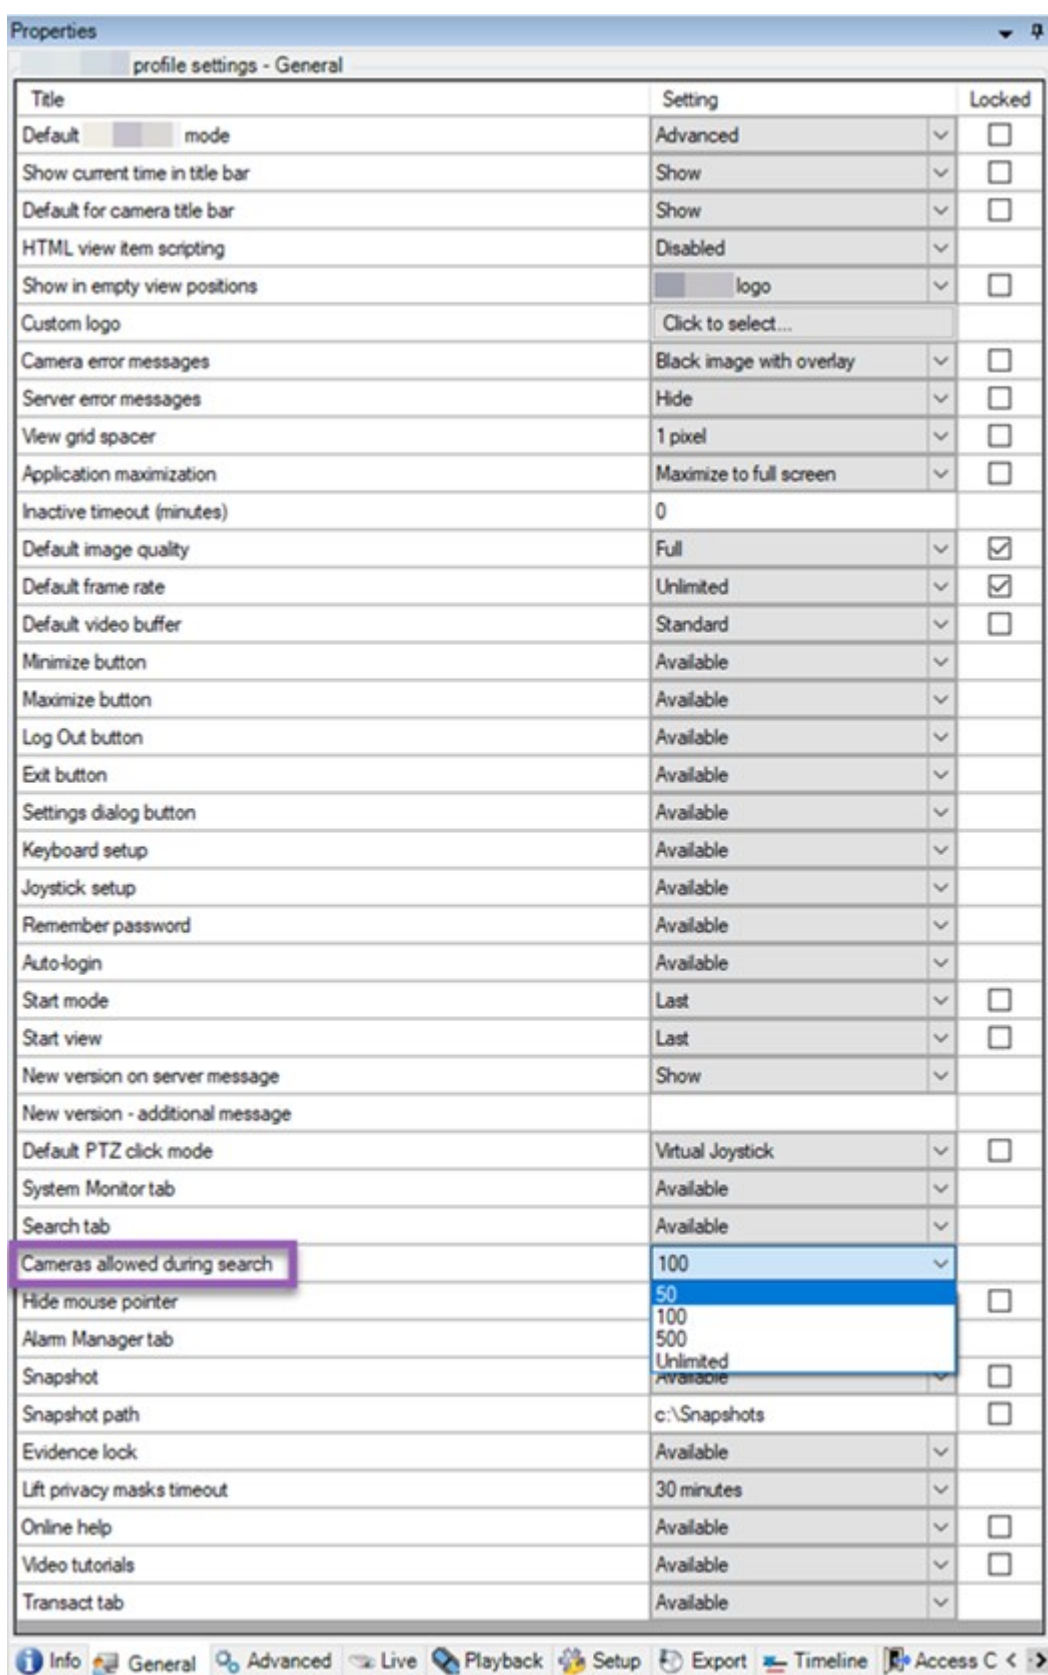 Properties
profile settings - General
Title Setting Locked
Default mode Advanced
Show current time in title bar Show
Default for camera title bar Show
HTML view item scripting Disabled
Show in empty view positions logo
Custom logo Click to select...
Camera error messages Black image with overlay
Server error messages Hide
View grid spacer 1 pixel
Application maximization Maximize to full screen
Inactive timeout (minutes) 0
Default image quality Full
Default frame rate Unlimited
Default video buffer Standard
Minimize button Available
Maximize button Available
Log Out button Available
Exit button Available
Settings dialog button Available
Keyboard setup Available
Joystick setup Available
Remember password Available
Auto-login Available
Start mode Last
Start view Last
New version on server message Show
New version - additional message
Default PTZ click mode Virtual Joystick
System Monitor tab Available
Search tab Available
Cameras allowed during search 100
50
Hide mouse pointer
100
Alarm Manager tab 500
Unlimited
Snapshot Available
Snapshot path c:\Snapshots
Evidence lock Available
Lift privacy masks timeout 30 minutes
Online help Available
Video tutorials Available
Transact tab Available
Info General Advanced Live Playback Setup Export Timeline Access C